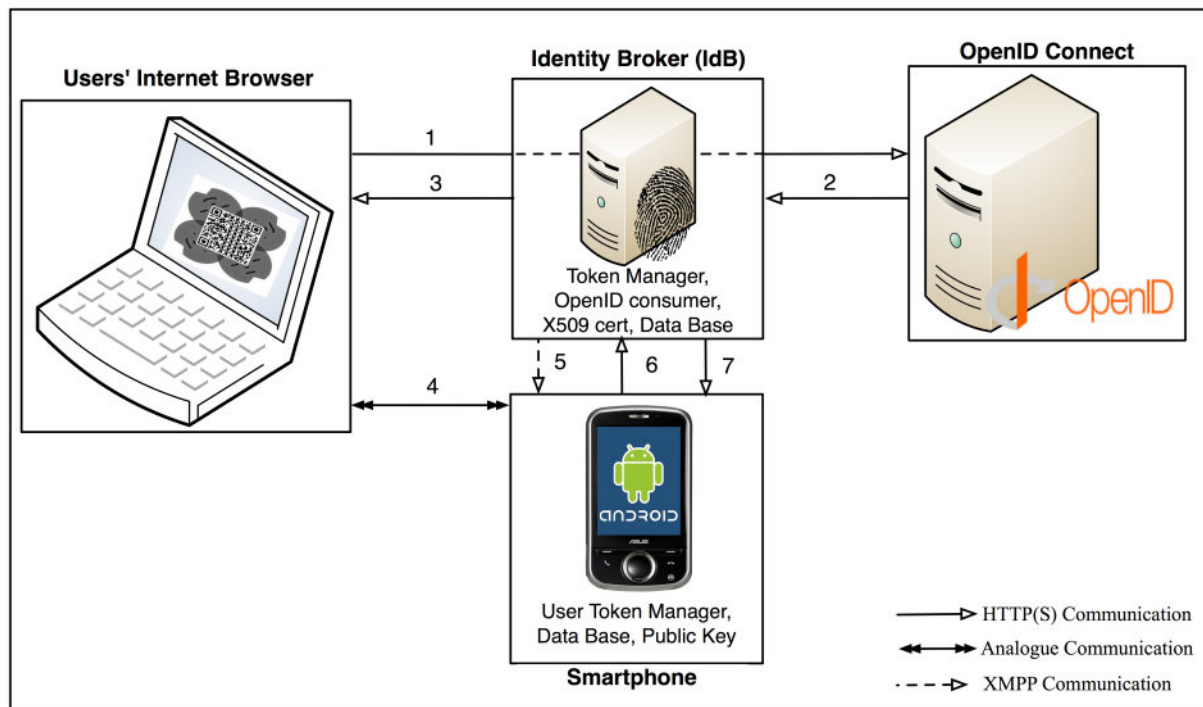 Users' Internet Browser
Identity Broker (IdB)
OpenID Connect
1
3
2
Token Manager,
OpenID consumer,
X509 cert, Data Base
OpenID
5
6
7
4
ANDROID
ASUS
User Token Manager,
Data Base, Public Key
Smartphone
HTTP(S) Communication
Analogue Communication
XMPP Communication